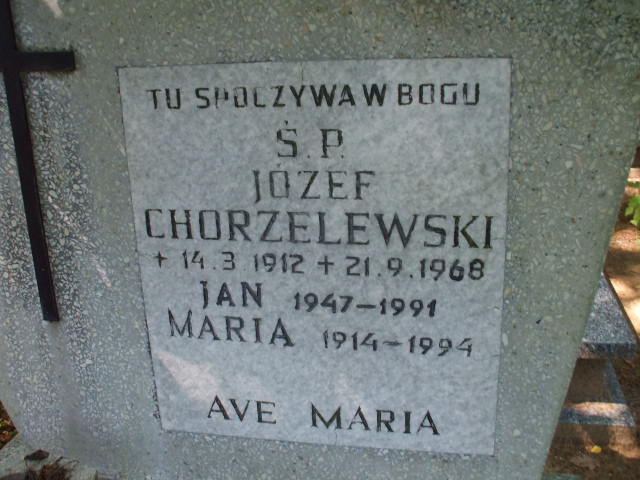 TU SPOCZYWA W BOGU
Ś.P.
JÓZEF
CHORZELEWSKI
+ 14.3 1912 + 21.9.1968
JAN 1947-1991
MARIA 1914-1994
AVE MARIA